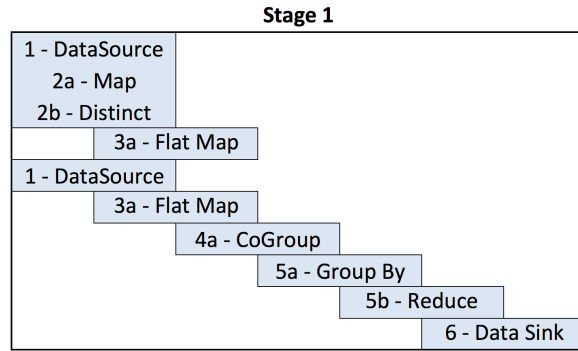 Stage 1
1 - DataSource
2a - Map
2b - Distinct
3a - Flat Map
1 - DataSource
3a - Flat Map
4a - CoGroup
5a - Group By
5b - Reduce
6 - Data Sink